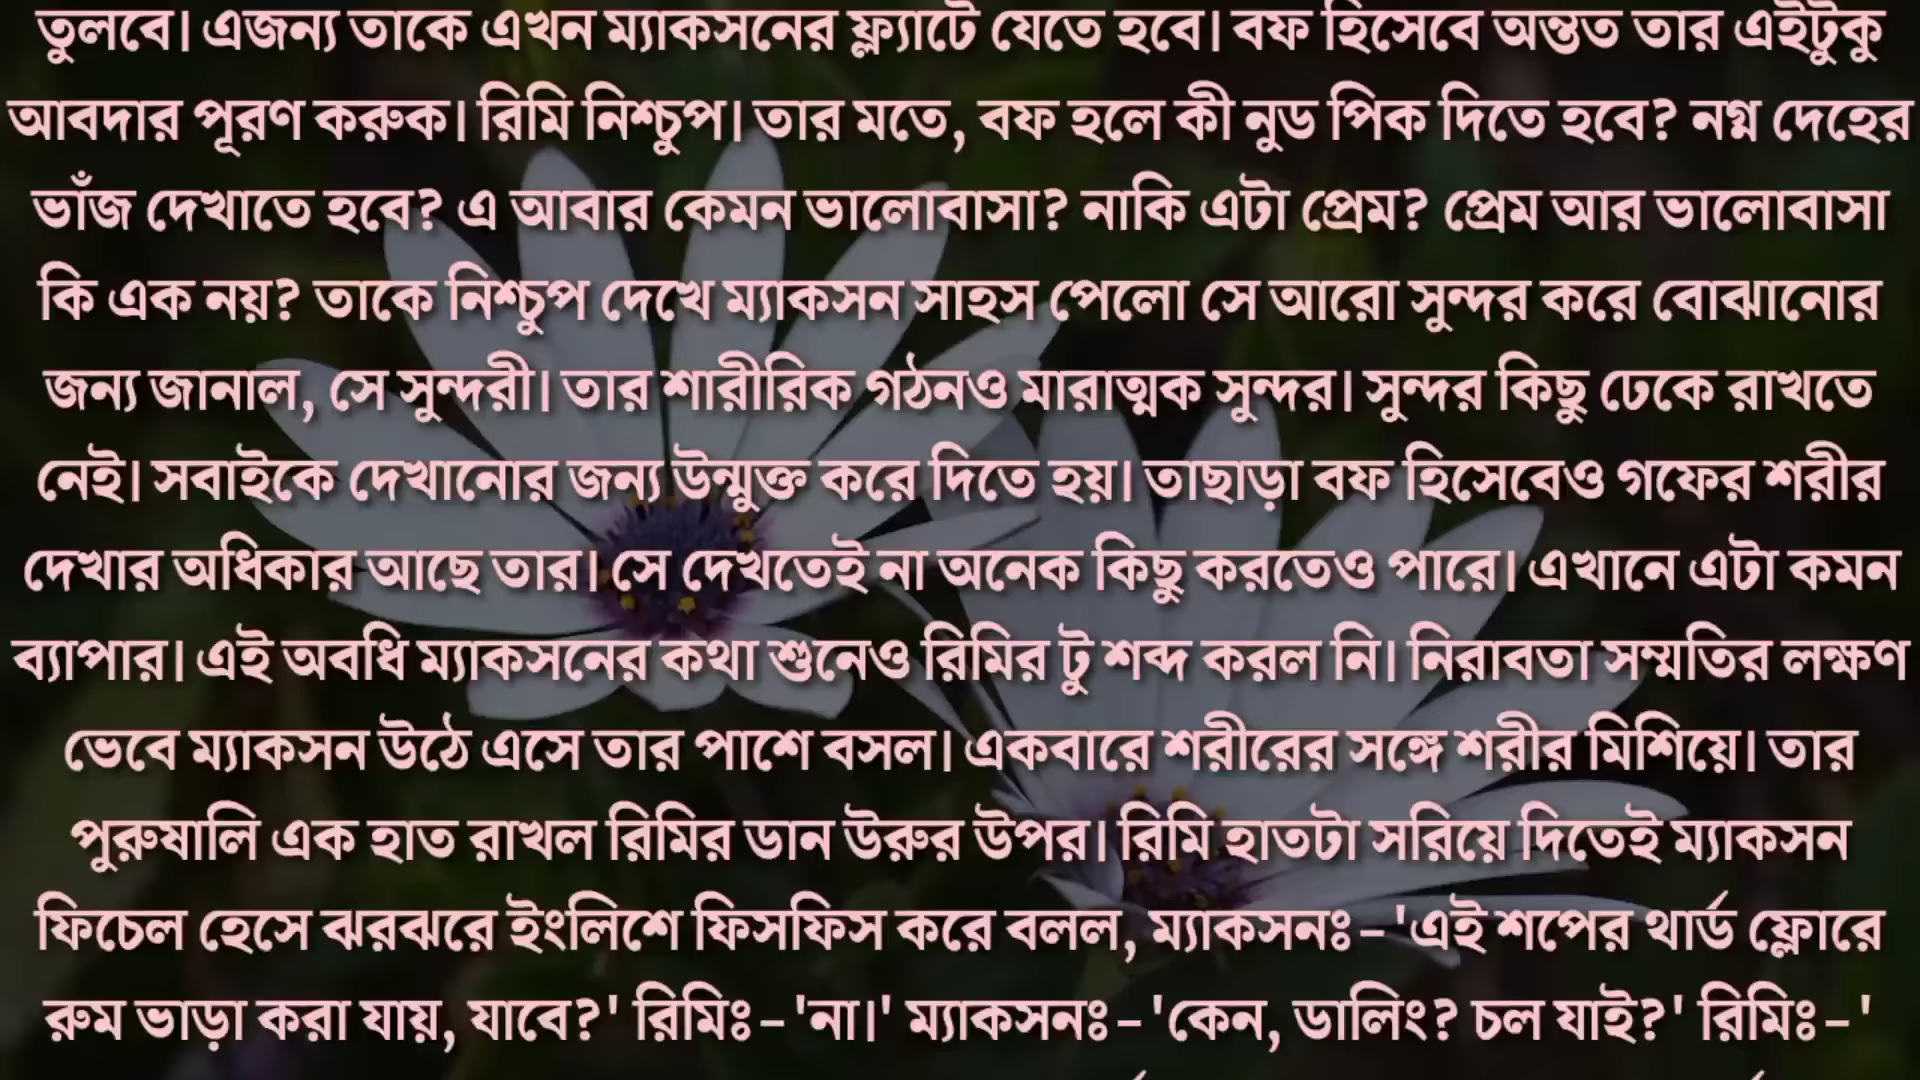 তুলবে। এজন্য তাকে এখন ম্যাকসনের ফ্ল্যাটে যেতে হবে। বফ হিসেবে অন্তত তার এইটুকু
আবদার পূরণ করুক। রিমি নিশ্চুপ। তার মতে, বফ হলে কী নুড পিক দিতে হবে? নগ্ন দেহের
ভাঁজ দেখাতে হবে? এ আবার কেমন ভালোবাসা? নাকি এটা প্রেম? প্রেম আর ভালোবাসা
কি এক নয়? তাকে নিশ্চুপ দেখে ম্যাকসন সাহস পেলো সে আরো সুন্দর করে বোঝানোর
জন্য জানাল, সে সুন্দরী। তার শারীরিক গঠনও মারাত্মক সুন্দর। সুন্দর কিছু ঢেকে রাখতে
নেই। সবাইকে দেখানোর জন্য উন্মুক্ত করে দিতে হয়। তাছাড়া বফ হিসেবেও গফের শরীর
দেখার অধিকার আছে তার। সে দেখতেই না অনেক কিছু করতেও পারে। এখানে এটা কমন
ব্যাপার। এই অবধি ম্যাকসনের কথা শুনেও রিমির টু শব্দ করল নি। নিরাবতা সম্মতির লক্ষণ
ভেবে ম্যাকসন উঠে এসে তার পাশে বসল। একবারে শরীরের সঙ্গে শরীর মিশিয়ে। তার
পুরুষালি এক হাত রাখল রিমির ডান উরুর উপর। রিমি হাতটা সরিয়ে দিতেই ম্যাকসন
ফিচেল হেসে ঝরঝরে ইংলিশে ফিসফিস করে বলল, ম্যাকসনঃ- 'এই শপের থার্ড ফ্লোরে
রুম ভাড়া করা যায়, যাবে?' রিমিঃ- 'না।' ম্যাকসনঃ- 'কেন, ডালিং? চল যাই?' রিমিঃ- '